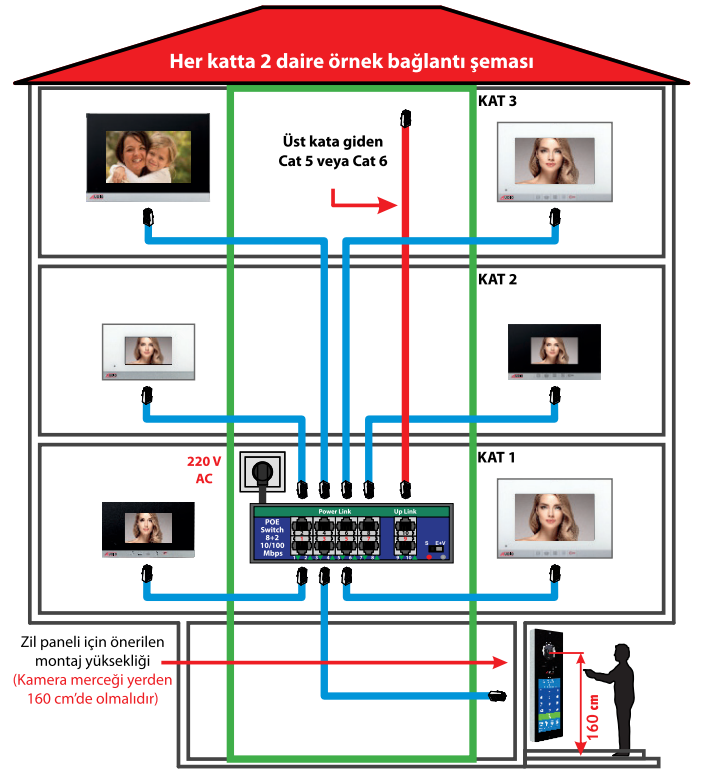 Her katta 2 daire örnek bağlantı şeması
KAT 3
Üst kata giden
Cat 5 veya Cat 6
KAT 2
KAT 1
220 V
AC
Power Link
Up Link
POE
Switch
8+2
10/100
Mbps
S E+V
Zil paneli için önerilen
montaj yüksekliği
(Kamera merceği yerden
160 cm'de olmalıdır)
160 cm